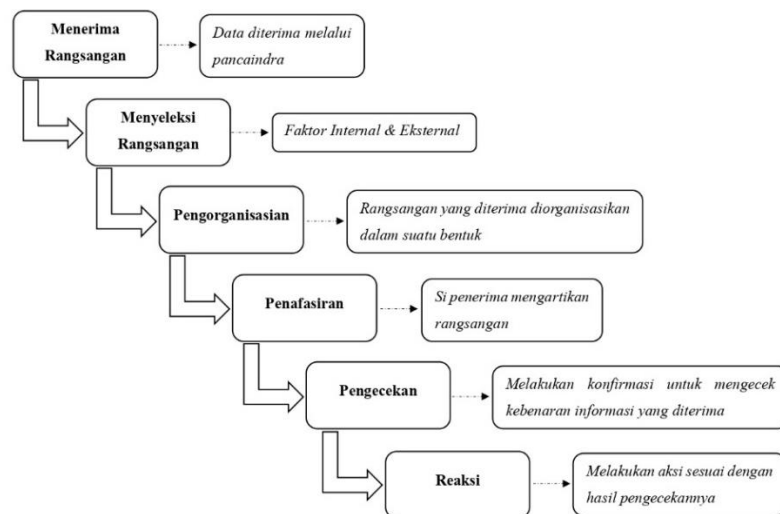 Menerima
Rangsangan
Data diterima melalui
pancaindra
Menyeleksi
Rangsangan
Faktor Internal & Eksternal
Pengorganisasian
Rangsangan yang diterima diorganisasikan
dalam suatu bentuk
Penafasiran
Si penerima mengartikan
rangsangan
Pengecekan
Melakukan konfirmasi untuk mengecek
kebenaran informasi yang diterima
Reaksi
Melakukan aksi sesuai dengan
hasil pengecekannya